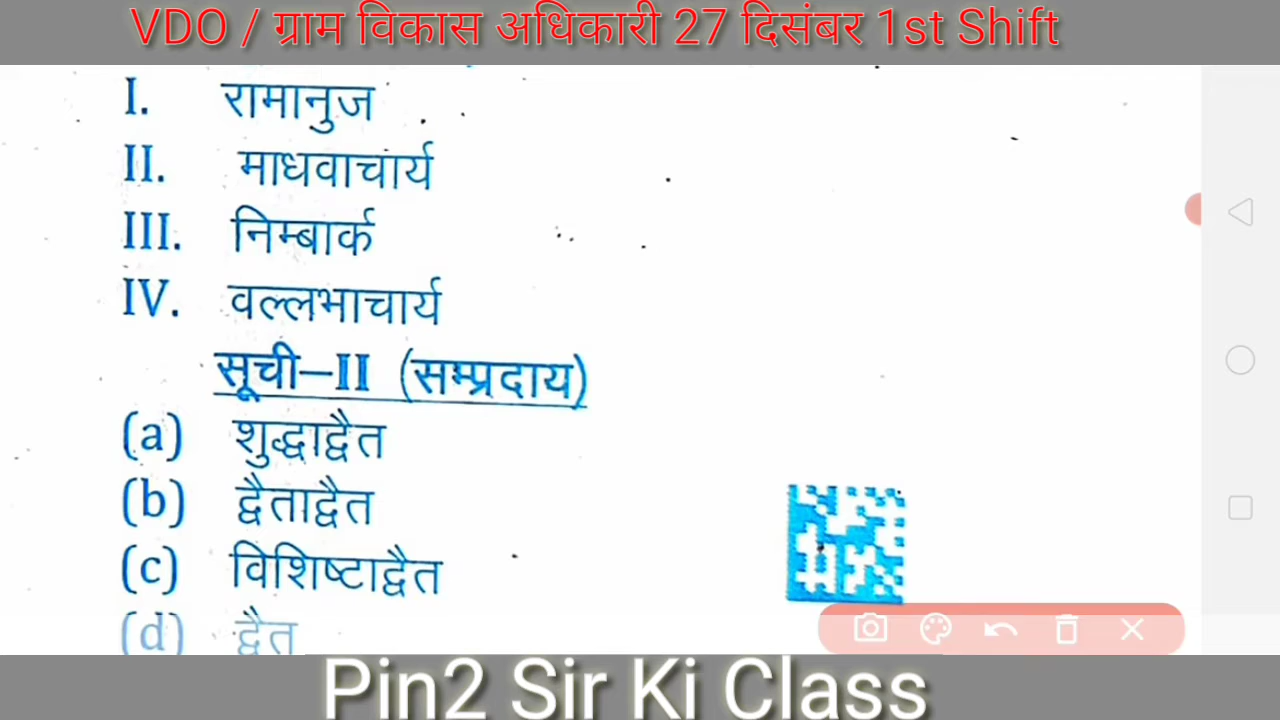 VDO / ग्राम विकास अधिकारी 27 दिसंबर 1st Shift
I. रामानुज
II. माधवाचार्य
III. निम्बार्क
IV. वल्लभाचार्य
सूची–II (सम्प्रदाय)
(a) शुद्धाद्वैत
(b) द्वैताद्वैत
(c) विशिष्टाद्वैत
(d) द्वैत
Pin2 Sir Ki Class